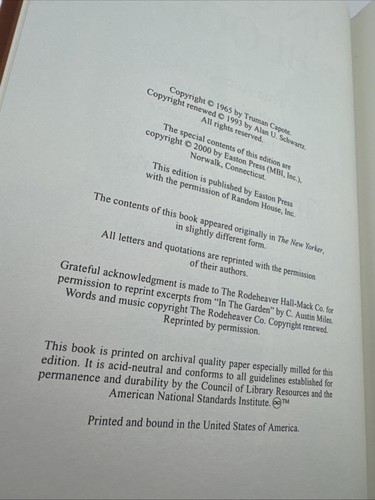 Copyright © 1965 by Truman Capote.
Copyright renewed © 1993 by Alan U. Schwartz.
All rights reserved.
The special contents of this edition are
copyright © 2000 by Easton Press (MBI, Inc.),
Norwalk, Connecticut.
This edition is published by Easton Press
with the permission of Random House, Inc.
The contents of this book appeared originally in The New Yorker,
in slightly different form.
All letters and quotations are reprinted with the permission
of their authors.
Grateful acknowledgment is made to The Rodeheaver Hall-Mack Co. for
permission to reprint excerpts from “In The Garden” by C. Austin Miles.
Words and music copyright The Rodeheaver Co. Copyright renewed.
Reprinted by permission.
This book is printed on archival quality paper especially milled for this
edition. It is acid-neutral and conforms to all guidelines established for
permanence and durability by the Council of Library Resources and the
American National Standards Institute. ♾™
Printed and bound in the United States of America.